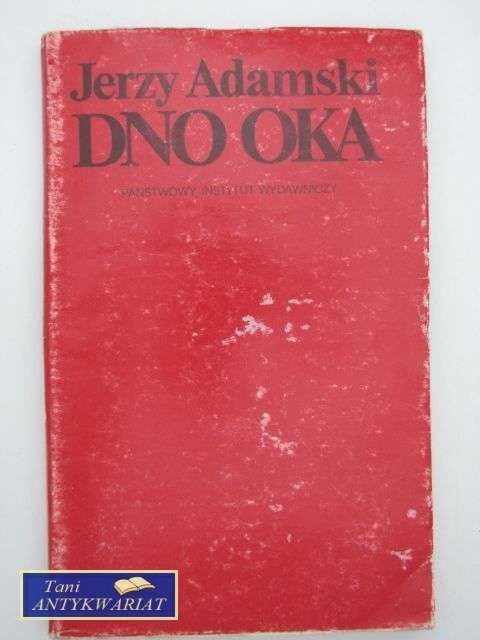 Jerzy Adamski
DNO OKA
PAŃSTWOWY INSTYTUT WYDAWNICZY
Tani
ANTYKWARIAT